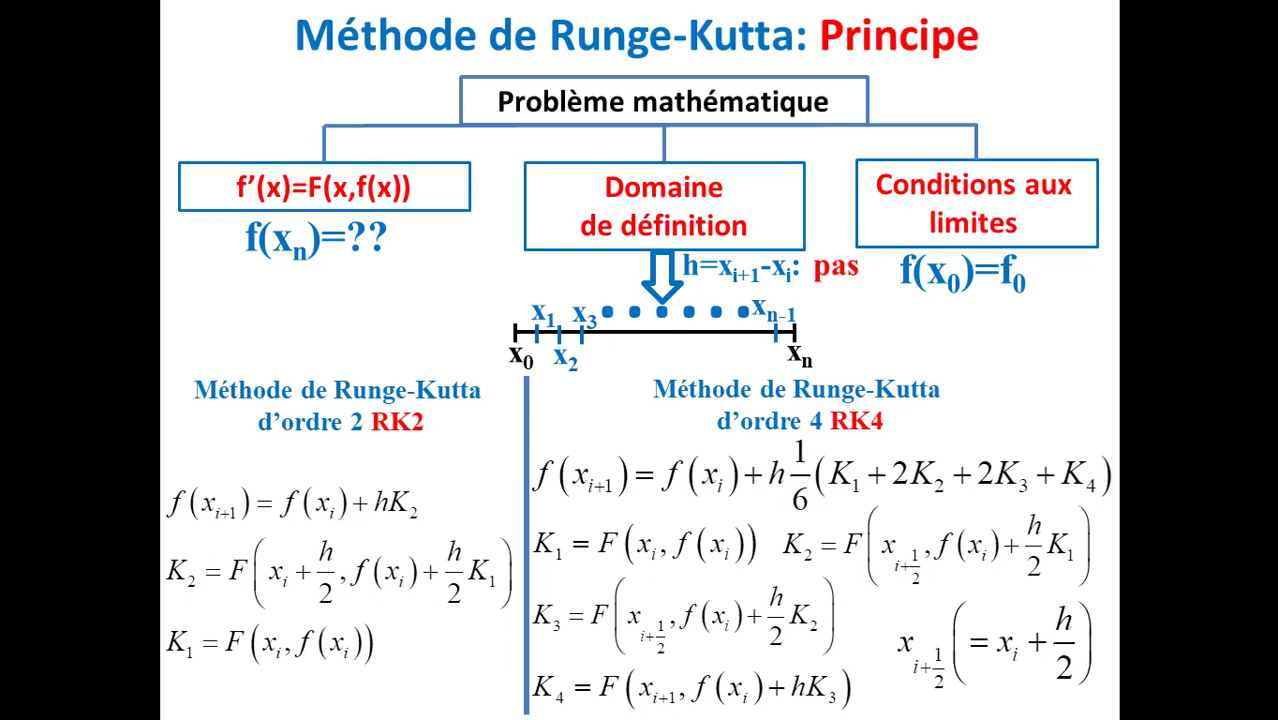 Méthode de Runge-Kutta: Principe
Problème mathématique
f’(x)=F(x,f(x))
f(xₙ)=??
Domaine
de définition
Conditions aux
limites
f(x₀)=f₀
h=xᵢ₊₁-xᵢ: pas
x₁ x₃ xₙ₋₁
x₀ x₂ xₙ
Méthode de Runge-Kutta
d’ordre 2 RK2
f(xᵢ₊₁) = f(xᵢ) + hK₂
K₂ = F(xᵢ + h/2, f(xᵢ) + h/2 K₁)
K₁ = F(xᵢ, f(xᵢ))
Méthode de Runge-Kutta
d’ordre 4 RK4
f(xᵢ₊₁) = f(xᵢ) + h 1/6 (K₁ + 2K₂ + 2K₃ + K₄)
K₁ = F(xᵢ, f(xᵢ)) K₂ = F(x_{i+1/2}, f(xᵢ) + h/2 K₁)
K₃ = F(x_{i+1/2}, f(xᵢ) + h/2 K₂)
x_{i+1/2} (= xᵢ + h/2)
K₄ = F(xᵢ₊₁, f(xᵢ) + hK₃)